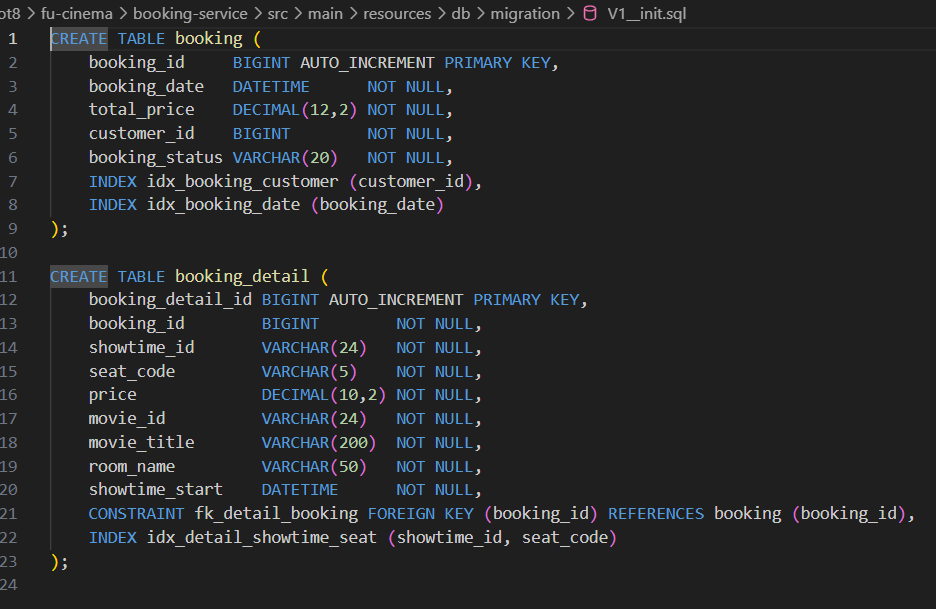 ot8 > fu-cinema > booking-service > src > main > resources > db > migration > V1__init.sql
1 CREATE TABLE booking (
2 booking_id BIGINT AUTO_INCREMENT PRIMARY KEY,
3 booking_date DATETIME NOT NULL,
4 total_price DECIMAL(12,2) NOT NULL,
5 customer_id BIGINT NOT NULL,
6 booking_status VARCHAR(20) NOT NULL,
7 INDEX idx_booking_customer (customer_id),
8 INDEX idx_booking_date (booking_date)
9 );
10
11 CREATE TABLE booking_detail (
12 booking_detail_id BIGINT AUTO_INCREMENT PRIMARY KEY,
13 booking_id BIGINT NOT NULL,
14 showtime_id VARCHAR(24) NOT NULL,
15 seat_code VARCHAR(5) NOT NULL,
16 price DECIMAL(10,2) NOT NULL,
17 movie_id VARCHAR(24) NOT NULL,
18 movie_title VARCHAR(200) NOT NULL,
19 room_name VARCHAR(50) NOT NULL,
20 showtime_start DATETIME NOT NULL,
21 CONSTRAINT fk_detail_booking FOREIGN KEY (booking_id) REFERENCES booking (booking_id),
22 INDEX idx_detail_showtime_seat (showtime_id, seat_code)
23 );
24